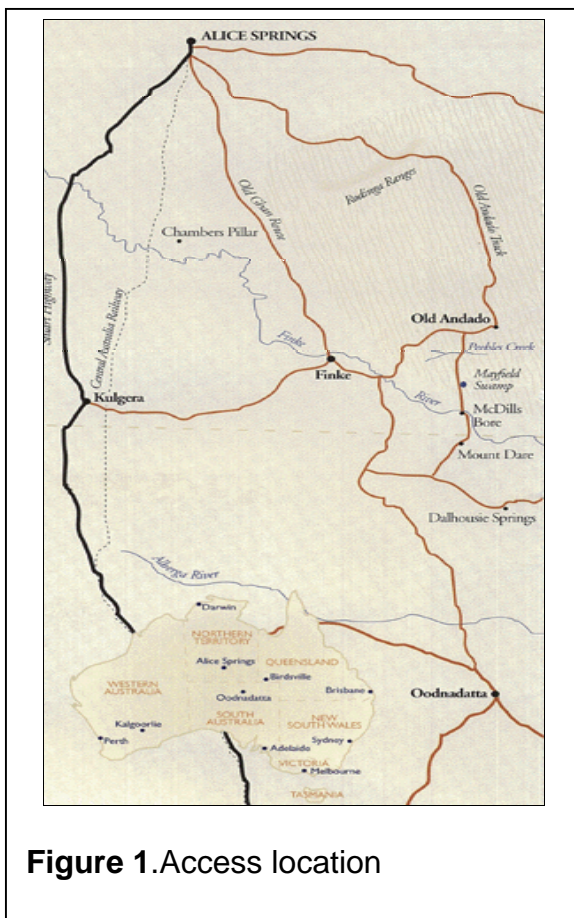 ALICE SPRINGS
Old Ghan Route
Rodinga Ranges
Old Andado Track
Chambers Pillar
Stuart Highway
Central Australia Railway
Old Andado
Peebles Creek
Finke
Finke
River
Mayfield
Swamp
Kulgera
McDills
Bore
Mount Dare
Dalhousie Springs
Alberga River
Darwin
NORTHERN
TERRITORY
Alice Springs
QUEENSLAND
Birdsville
WESTERN
AUSTRALIA
Oodnadatta
Brisbane
Oodnadatta
SOUTH
AUSTRALIA
NEW
SOUTH WALES
Kalgoorlie
Perth
Sydney
Adelaide
VICTORIA
Melbourne
TASMANIA
Figure 1.Access location